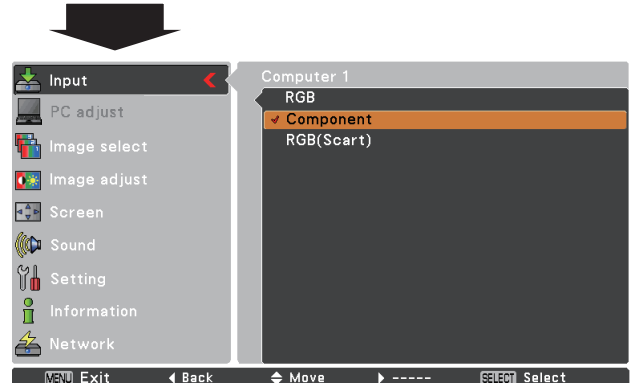 Input
PC adjust
Image select
Image adjust
Screen
Sound
Setting
Information
Network
Computer 1
RGB
Component
RGB(Scart)
MENU Exit Back Move ----- SELECT Select